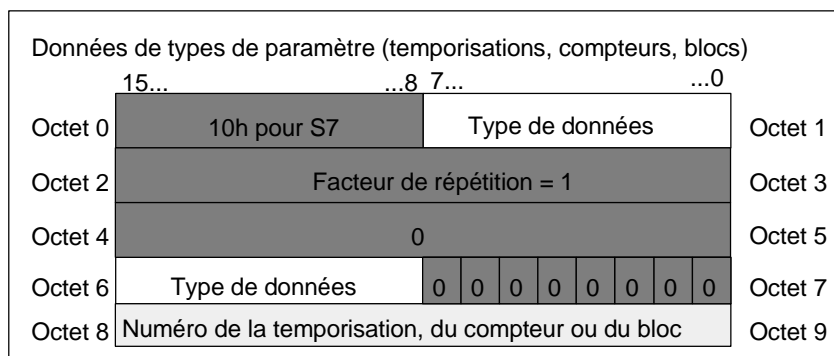 Données de types de paramètre (temporisations, compteurs, blocs)
15... ...8 7... ...0
Octet 0 10h pour S7 Type de données Octet 1
Octet 2 Facteur de répétition = 1 Octet 3
Octet 4 0 Octet 5
Octet 6 Type de données 0 0 0 0 0 0 0 0 Octet 7
Octet 8 Numéro de la temporisation, du compteur ou du bloc Octet 9